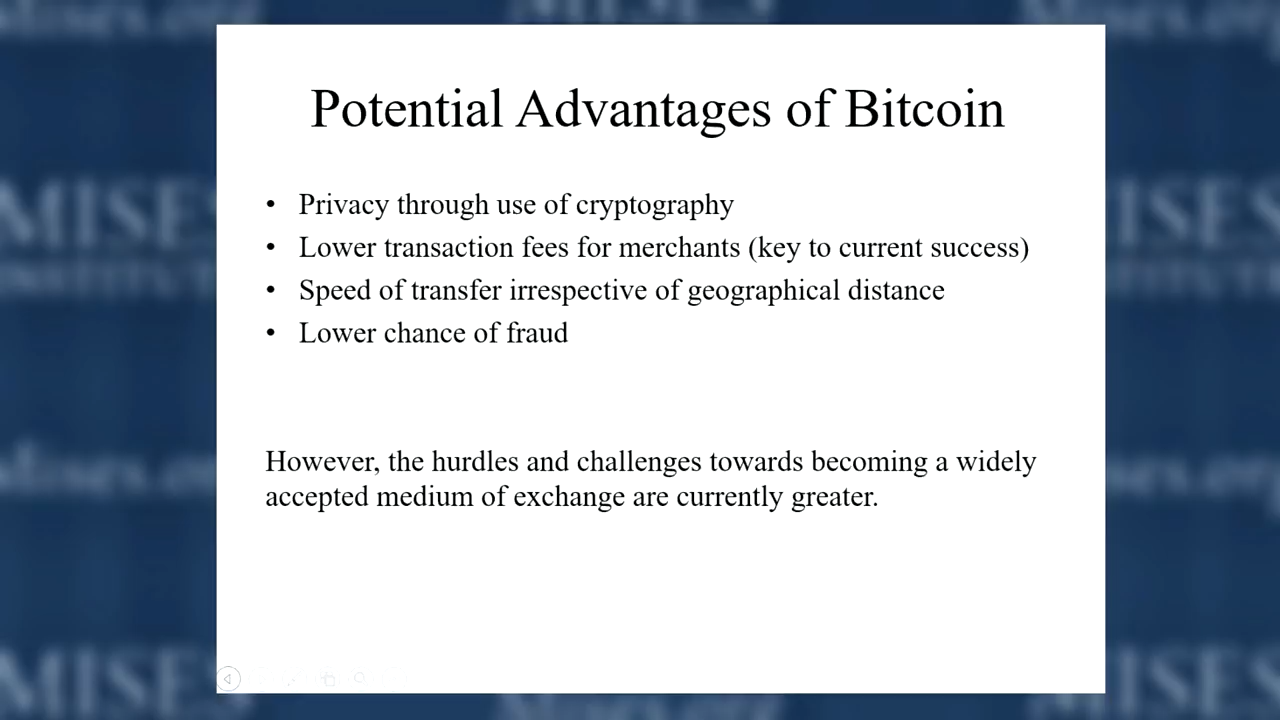 Potential Advantages of Bitcoin
• Privacy through use of cryptography
• Lower transaction fees for merchants (key to current success)
• Speed of transfer irrespective of geographical distance
• Lower chance of fraud
However, the hurdles and challenges towards becoming a widely
accepted medium of exchange are currently greater.